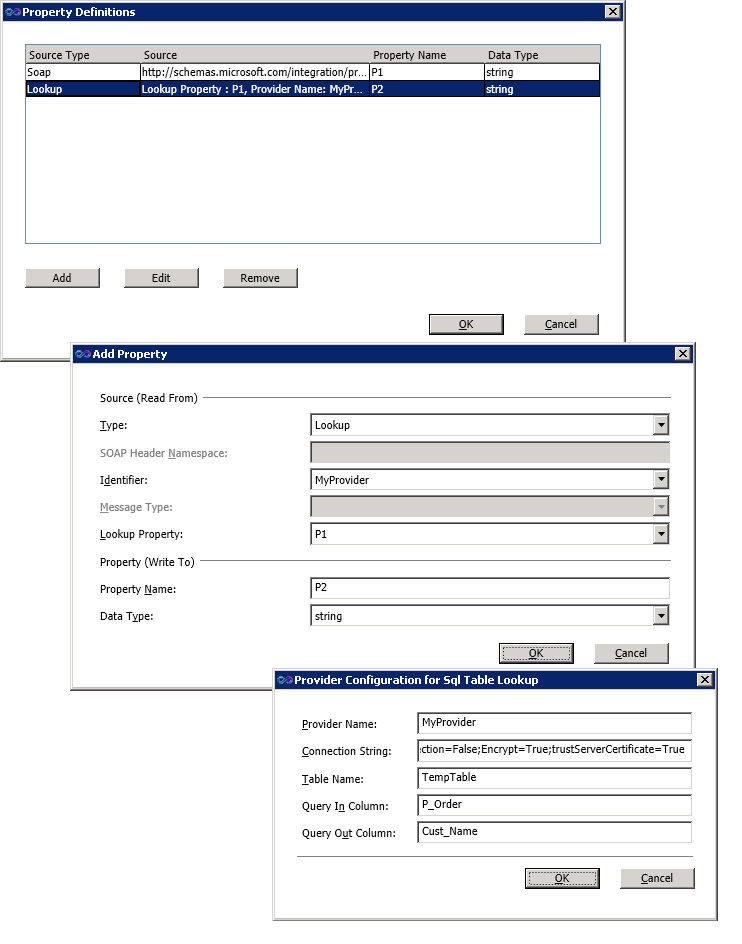 Property Definitions
Source Type Source Property Name Data Type
Soap http://schemas.microsoft.com/integration/pr... P1 string
Lookup Lookup Property : P1, Provider Name: MyPr... P2 string
Add Edit Remove
OK Cancel
Add Property
Source (Read From)
Type: Lookup
SOAP Header Namespace:
Identifier: MyProvider
Message Type:
Lookup Property: P1
Property (Write To)
Property Name: P2
Data Type: string
OK Cancel
Provider Configuration for Sql Table Lookup
Provider Name: MyProvider
Connection String: ction=False;Encrypt=True;trustServerCertificate=True
Table Name: TempTable
Query In Column: P_Order
Query Out Column: Cust_Name
OK Cancel